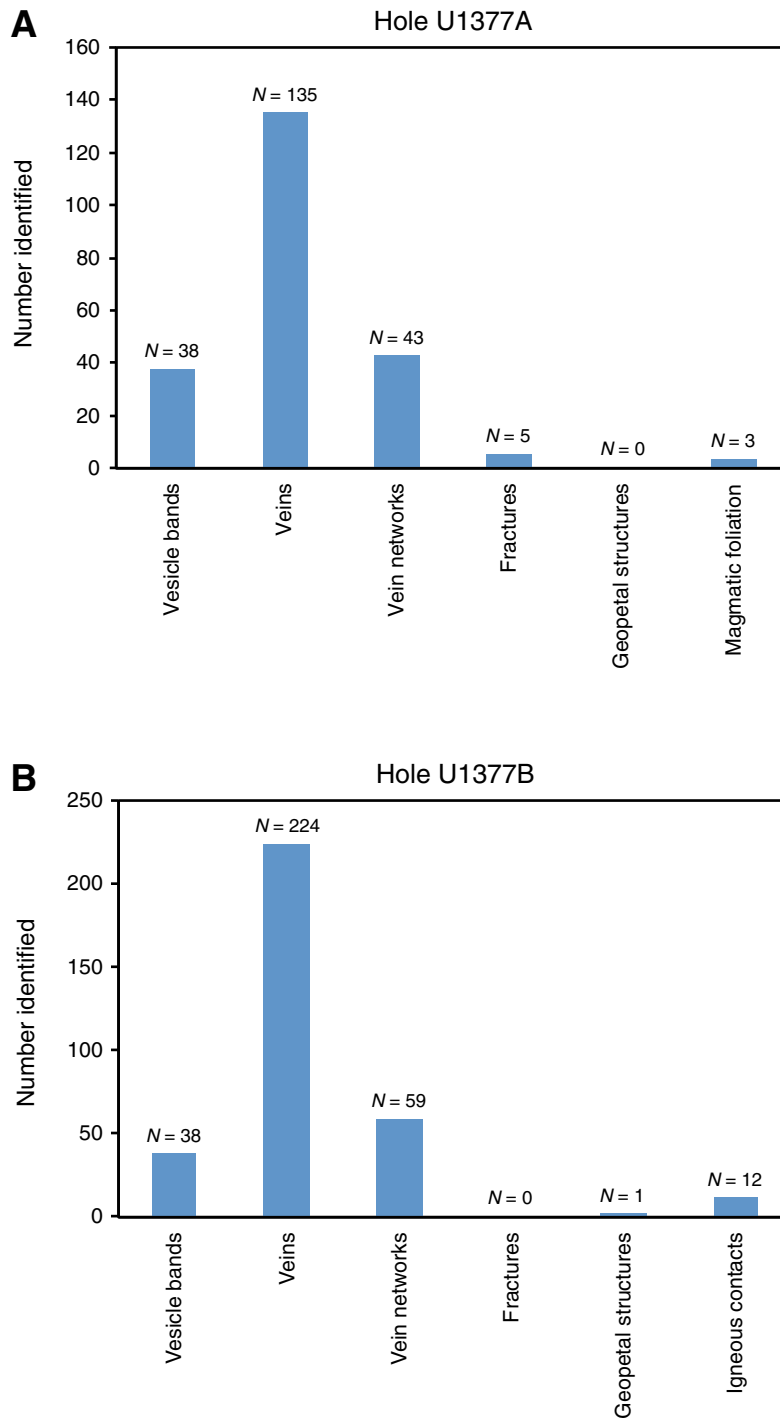 A
Hole U1377A
Number identified
160
140
120
100
80
60
40
20
0
N = 38
N = 135
N = 43
N = 5
N = 0
N = 3
Vesicle bands
Veins
Vein networks
Fractures
Geopetal structures
Magmatic foliation
B
Hole U1377B
Number identified
250
200
150
100
50
0
N = 38
N = 224
N = 59
N = 0
N = 1
N = 12
Vesicle bands
Veins
Vein networks
Fractures
Geopetal structures
Igneous contacts